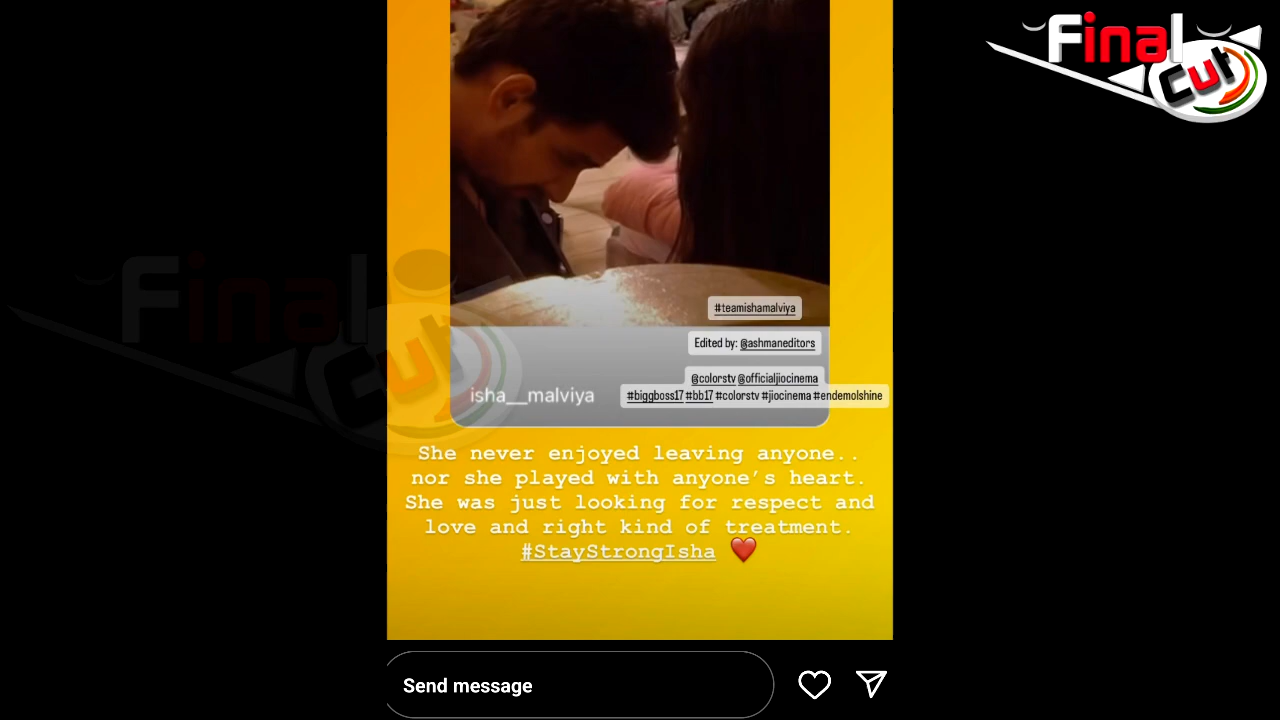 Final
Cut
Final
Cut
#teamishamalviya
Edited by: @ashmaneditors
@colorstv @officialjiocinema
isha__malviya
#biggboss17 #bb17 #colorstv #jiocinema #endemolshine
She never enjoyed leaving anyone..
nor she played with anyone’s heart.
She was just looking for respect and
love and right kind of treatment.
#StayStrongIsha ❤️
Send message